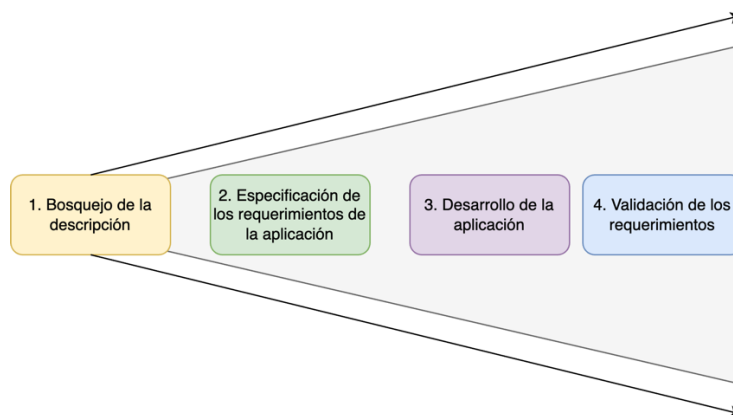 1. Bosquejo de la
descripción
2. Especificación de
los requerimientos de
la aplicación
3. Desarrollo de la
aplicación
4. Validación de los
requerimientos